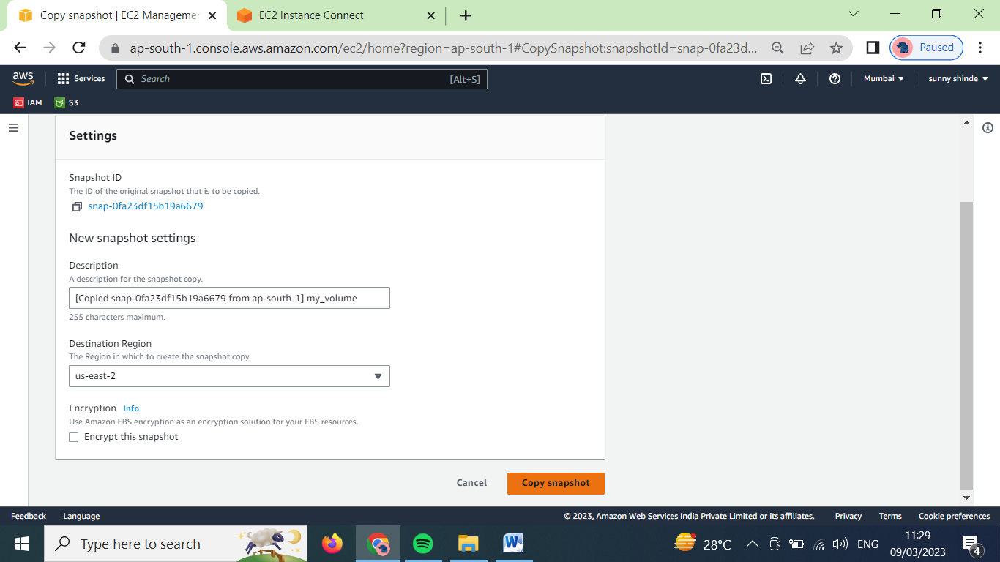 Copy snapshot | EC2 Managemen
EC2 Instance Connect
ap-south-1.console.aws.amazon.com/ec2/home?region=ap-south-1#CopySnapshot:snapshotId=snap-0fa23d...
Paused
aws
Services
Search
[Alt+S]
Mumbai
sunny shinde
IAM
S3
Settings
Snapshot ID
The ID of the original snapshot that is to be copied.
snap-0fa23df15b19a6679
New snapshot settings
Description
A description for the snapshot copy.
[Copied snap-0fa23df15b19a6679 from ap-south-1] my_volume
255 characters maximum.
Destination Region
The Region in which to create the snapshot copy.
us-east-2
Encryption Info
Use Amazon EBS encryption as an encryption solution for your EBS resources.
Encrypt this snapshot
Cancel
Copy snapshot
Feedback
Language
© 2023, Amazon Web Services India Private Limited or its affiliates.
Privacy
Terms
Cookie preferences
Type here to search
W
28°C
ENG
11:29
09/03/2023
4